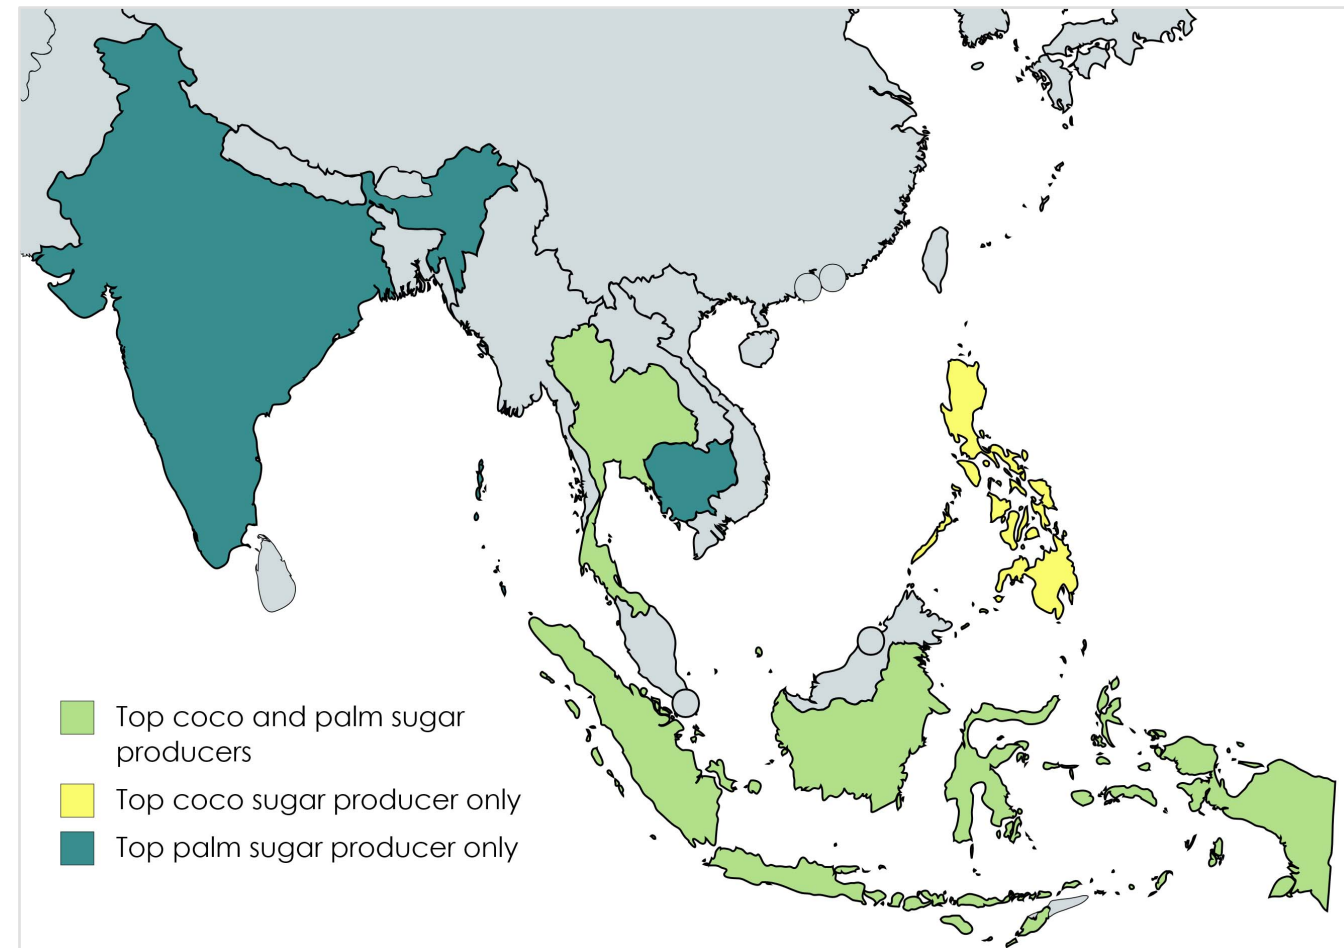 Top coco and palm sugar
producers
Top coco sugar producer only
Top palm sugar producer only